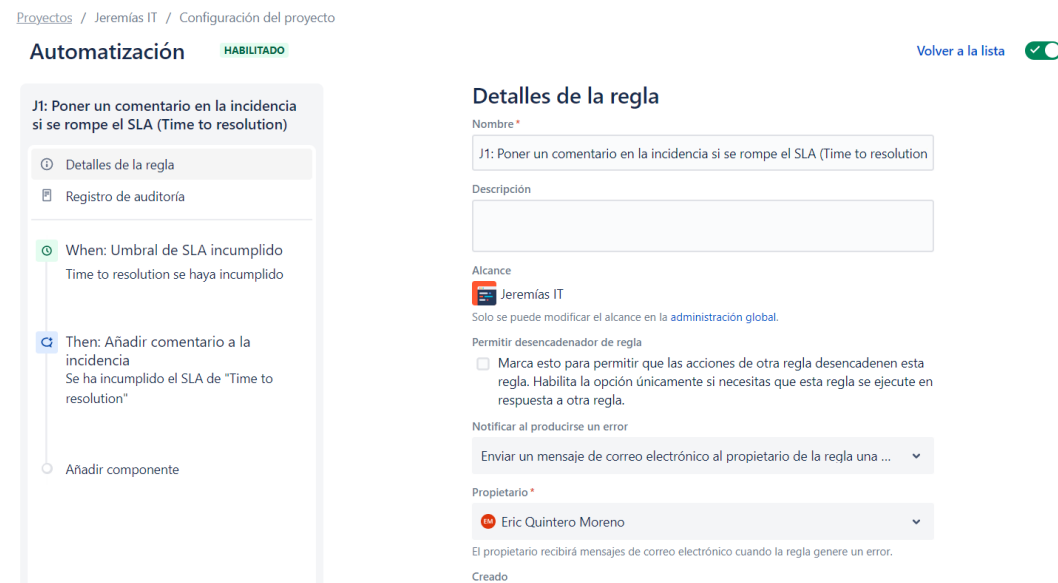 Proyectos / Jeremías IT / Configuración del proyecto
Automatización HABILITADO
Volver a la lista
J1: Poner un comentario en la incidencia
si se rompe el SLA (Time to resolution)
Detalles de la regla
Registro de auditoría
When: Umbral de SLA incumplido
Time to resolution se haya incumplido
Then: Añadir comentario a la
incidencia
Se ha incumplido el SLA de "Time to
resolution"
Añadir componente
Detalles de la regla
Nombre*
J1: Poner un comentario en la incidencia si se rompe el SLA (Time to resolution
Descripción
Alcance
Jeremías IT
Solo se puede modificar el alcance en la administración global.
Permitir desencadenador de regla
Marca esto para permitir que las acciones de otra regla desencadenen esta
regla. Habilita la opción únicamente si necesitas que esta regla se ejecute en
respuesta a otra regla.
Notificar al producirse un error
Enviar un mensaje de correo electrónico al propietario de la regla una ...
Propietario*
EM Eric Quintero Moreno
El propietario recibirá mensajes de correo electrónico cuando la regla genere un error.
Creado